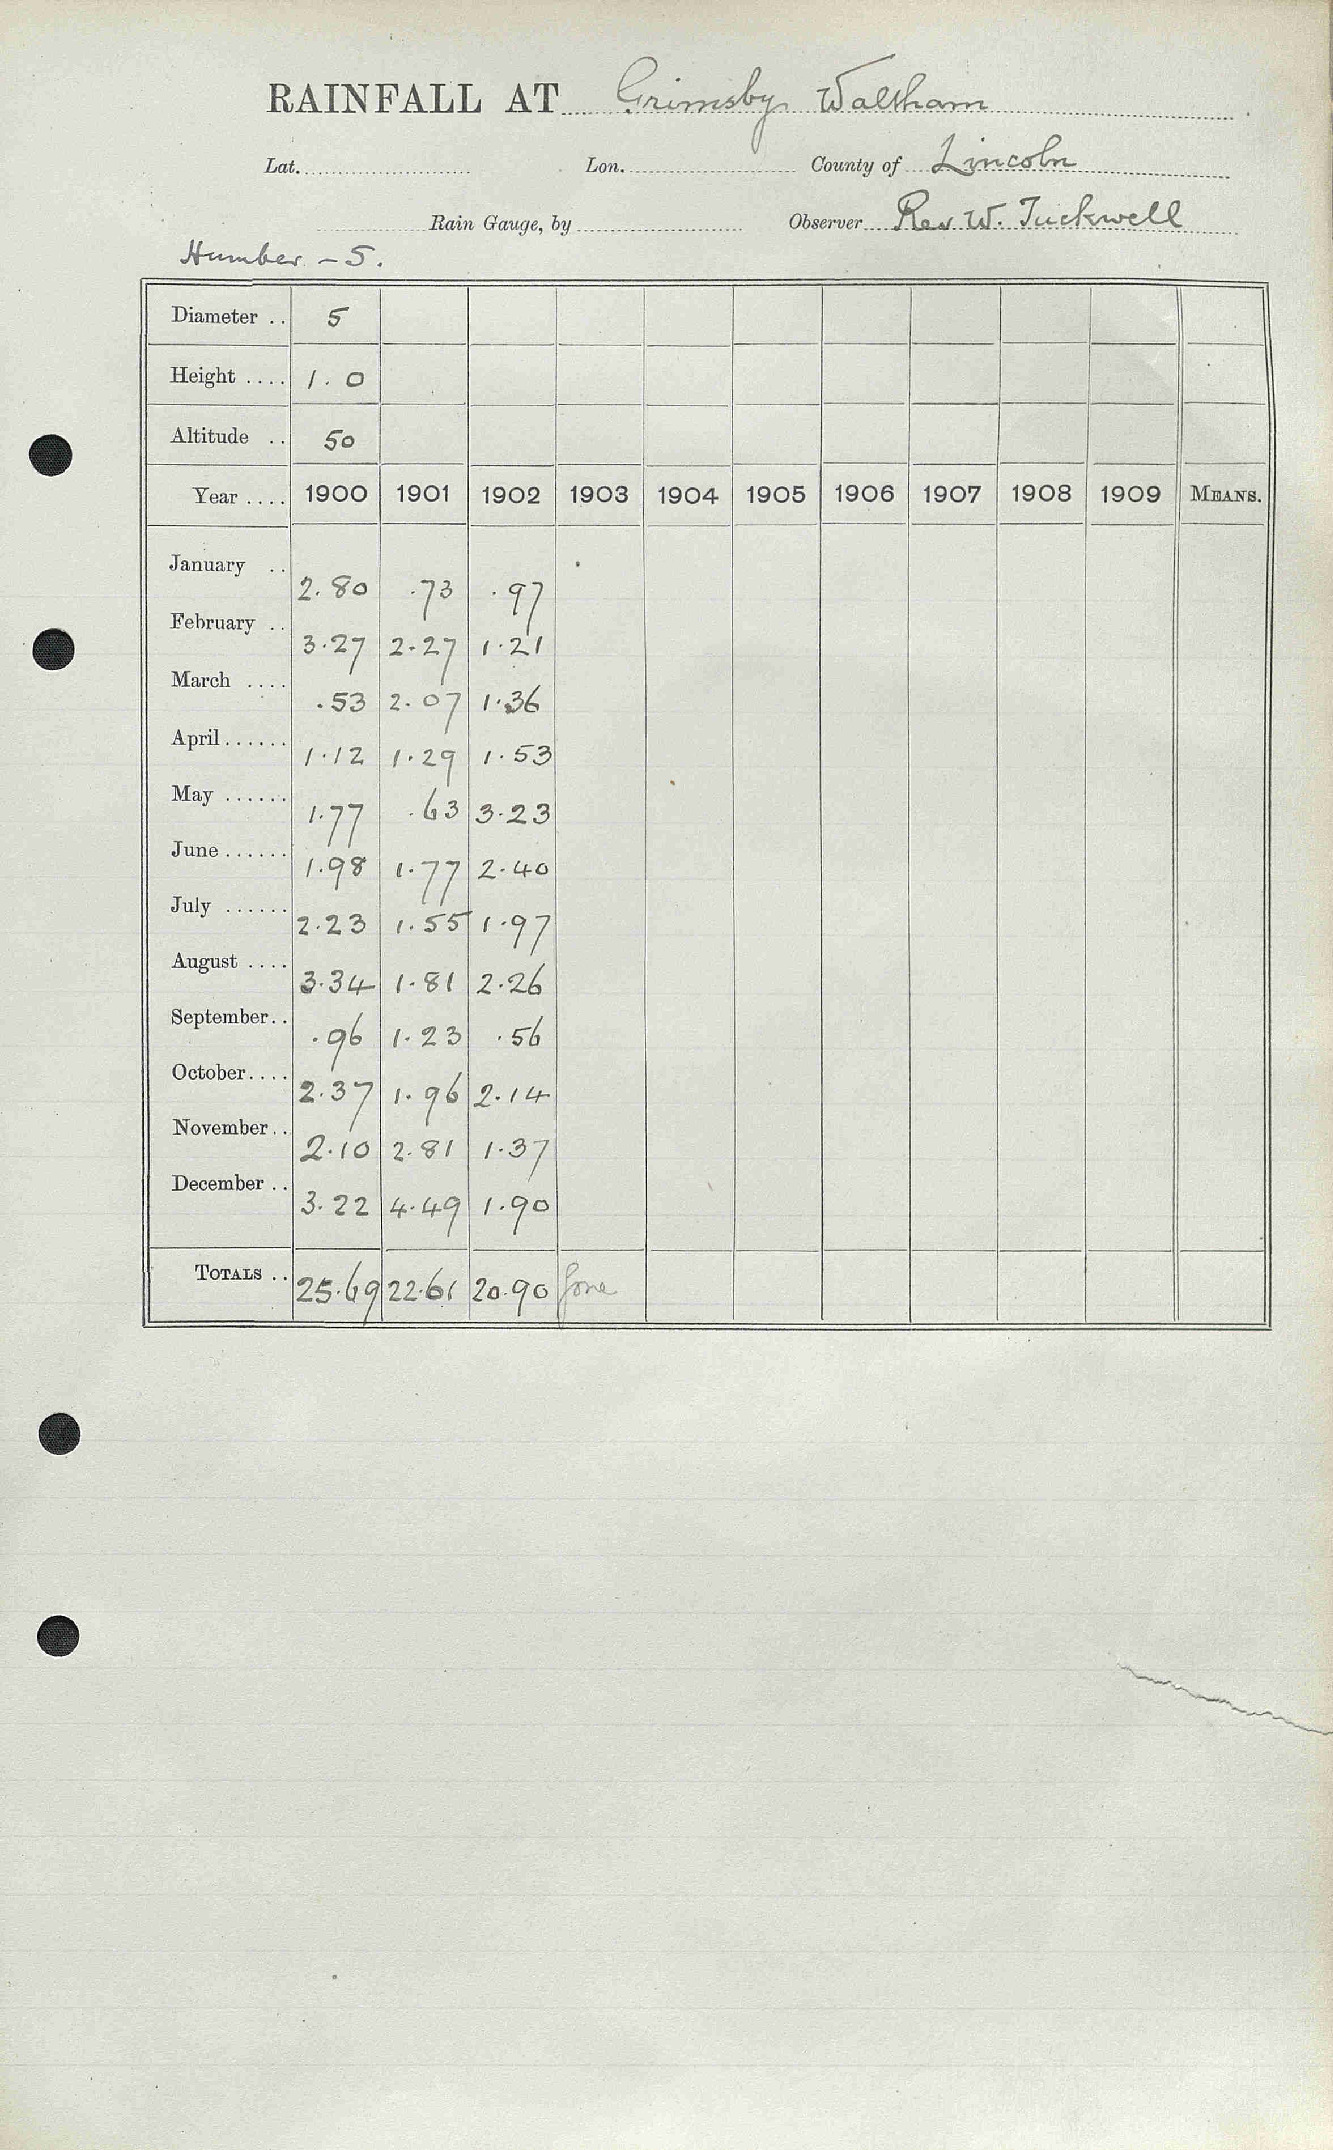 RAINFALL AT Grimsby, Waltham
Lat. Lon. County of Lincoln
Rain Gauge, by Observer Rev W. Tuckwell
Humber - S.
Diameter .. 5
Height .... 1.0
Altitude .. 50
Year .... 1900 1901 1902 1903 1904 1905 1906 1907 1908 1909 MEANS.
January .. 2.80 .73 .97
February .. 3.27 2.27 1.21
March .... .53 2.07 1.36
April ...... 1.12 1.29 1.53
May ...... 1.77 .63 3.23
June ...... 1.98 1.77 2.40
July ...... 2.23 1.55 1.97
August .... 3.34 1.81 2.26
September.. .96 1.23 .56
October.... 2.37 1.96 2.14
November.. 2.10 2.81 1.37
December .. 3.22 4.49 1.90
TOTALS .. 25.69 22.61 20.90 Gone